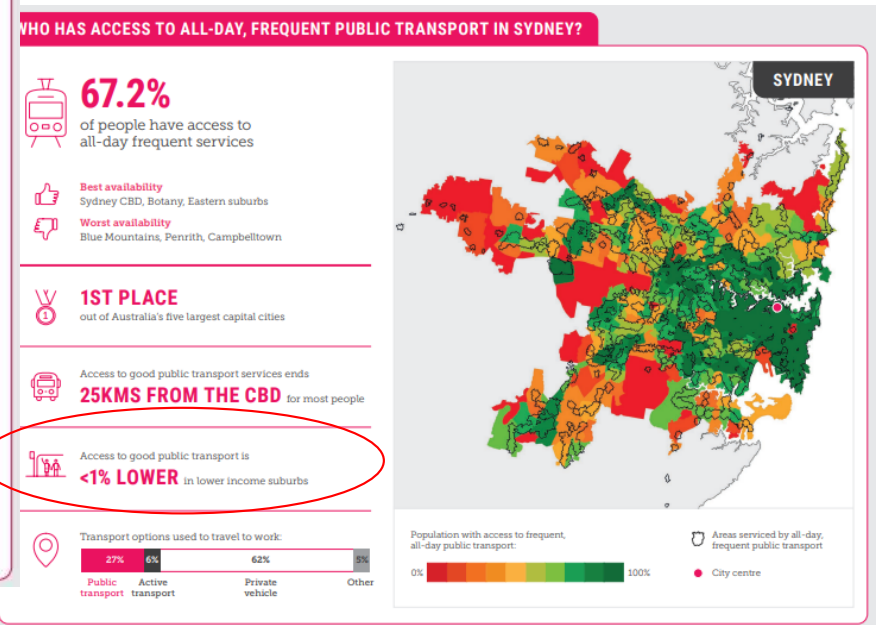 WHO HAS ACCESS TO ALL-DAY, FREQUENT PUBLIC TRANSPORT IN SYDNEY?
67.2%
of people have access to
all-day frequent services
Best availability
Sydney CBD, Botany, Eastern suburbs
Worst availability
Blue Mountains, Penrith, Campbelltown
1ST PLACE
1
out of Australia's five largest capital cities
Access to good public transport services ends
25KMS FROM THE CBD for most people
Access to good public transport is
<1% LOWER in lower income suburbs
Transport options used to travel to work:
27% 6% 62% 5%
Public Active Private Other
transport transport vehicle
SYDNEY
Population with access to frequent,
all-day public transport:
0% 100%
Areas serviced by all-day,
frequent public transport
City centre